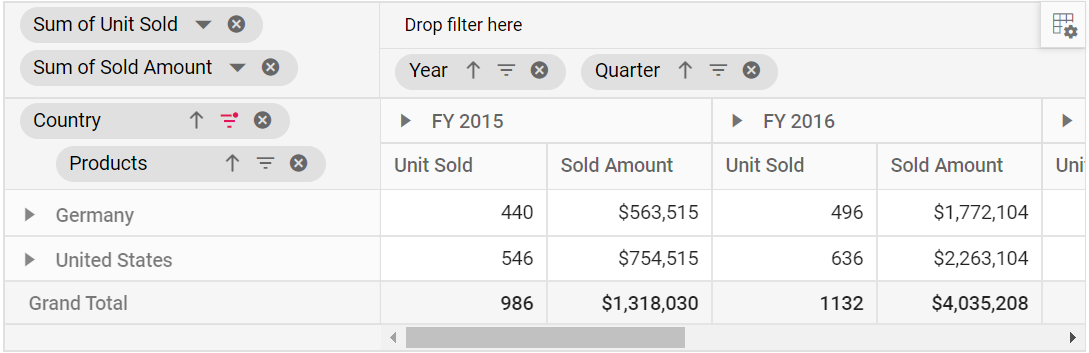 Sum of Unit Sold
Drop filter here
Sum of Sold Amount
Year Quarter
Country
Products
FY 2015 FY 2016
Unit Sold Sold Amount Unit Sold Sold Amount Uni
Germany 440 $563,515 496 $1,772,104
United States 546 $754,515 636 $2,263,104
Grand Total 986 $1,318,030 1132 $4,035,208